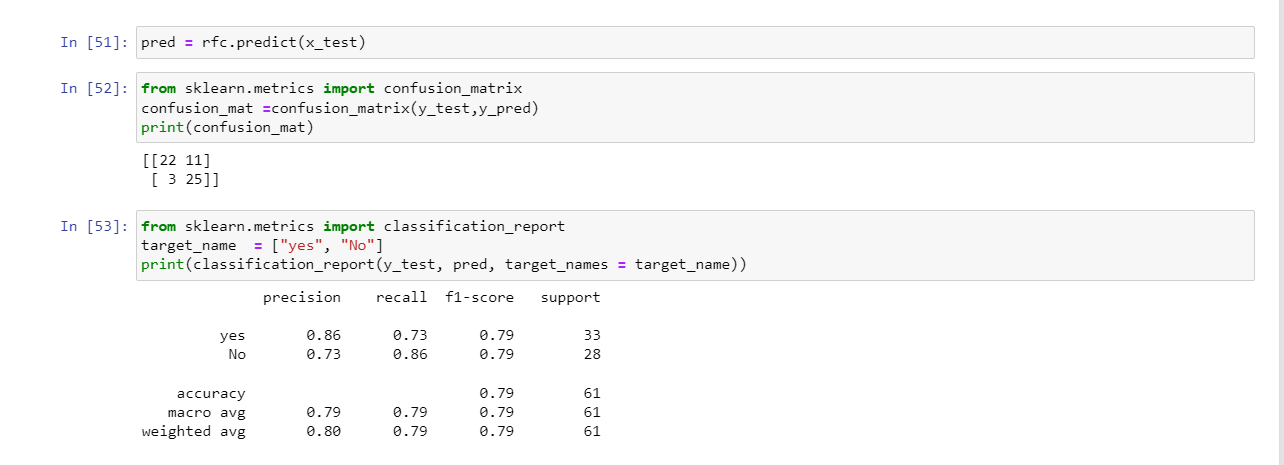 In [51]: pred = rfc.predict(x_test)
In [52]: from sklearn.metrics import confusion_matrix
confusion_mat =confusion_matrix(y_test,y_pred)
print(confusion_mat)
[[22 11]
 [ 3 25]]
In [53]: from sklearn.metrics import classification_report
target_name  = ["yes", "No"]
print(classification_report(y_test, pred, target_names = target_name))
precision    recall  f1-score   support
yes       0.86      0.73      0.79        33
No       0.73      0.86      0.79        28
accuracy                           0.79        61
macro avg       0.79      0.79      0.79        61
weighted avg       0.80      0.79      0.79        61